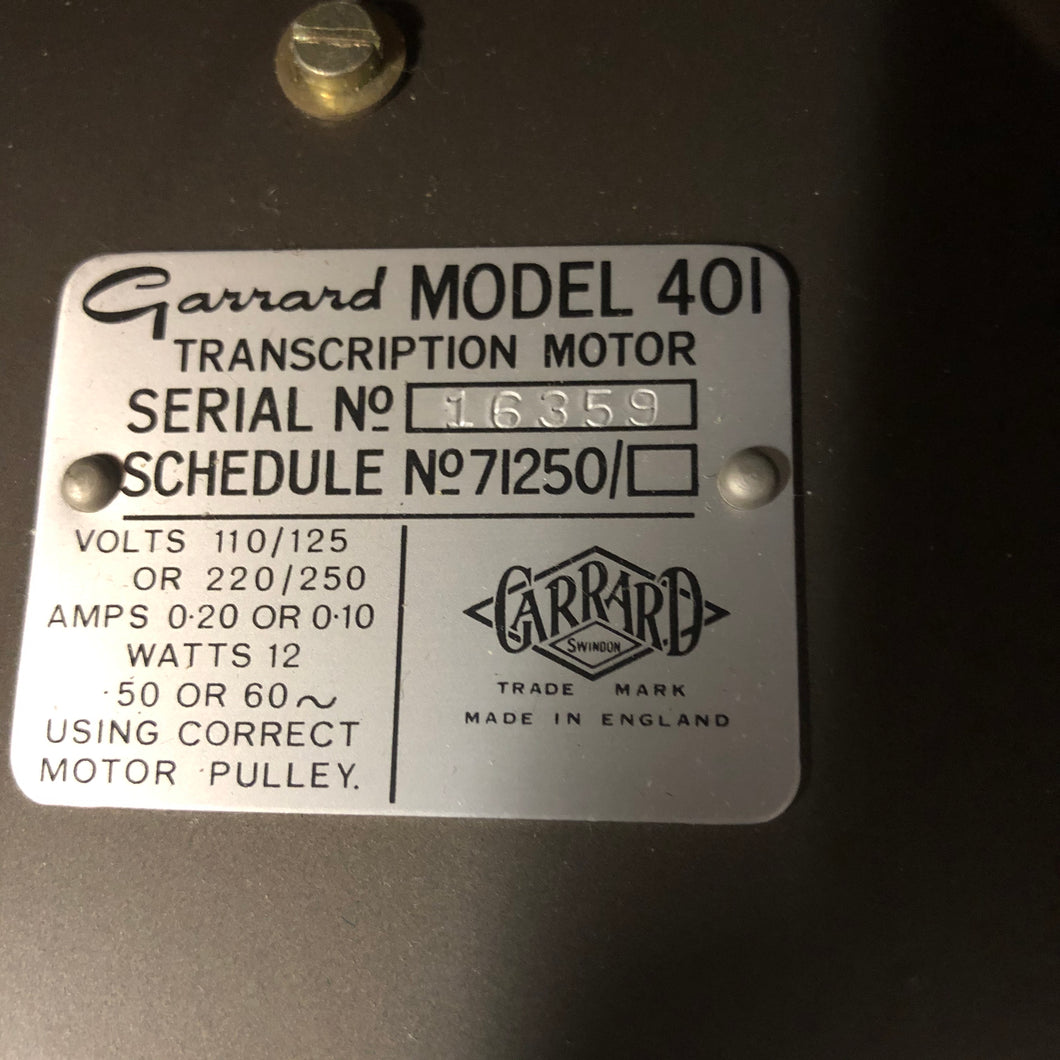 Garrard MODEL 401
TRANSCRIPTION MOTOR
SERIAL Nº 16359
SCHEDULE Nº 71250/
VOLTS 110/125
OR 220/250
AMPS 0·20 OR 0·10
WATTS 12
50 OR 60~
USING CORRECT
MOTOR PULLEY.
GARRARD
SWINDON
TRADE MARK
MADE IN ENGLAND